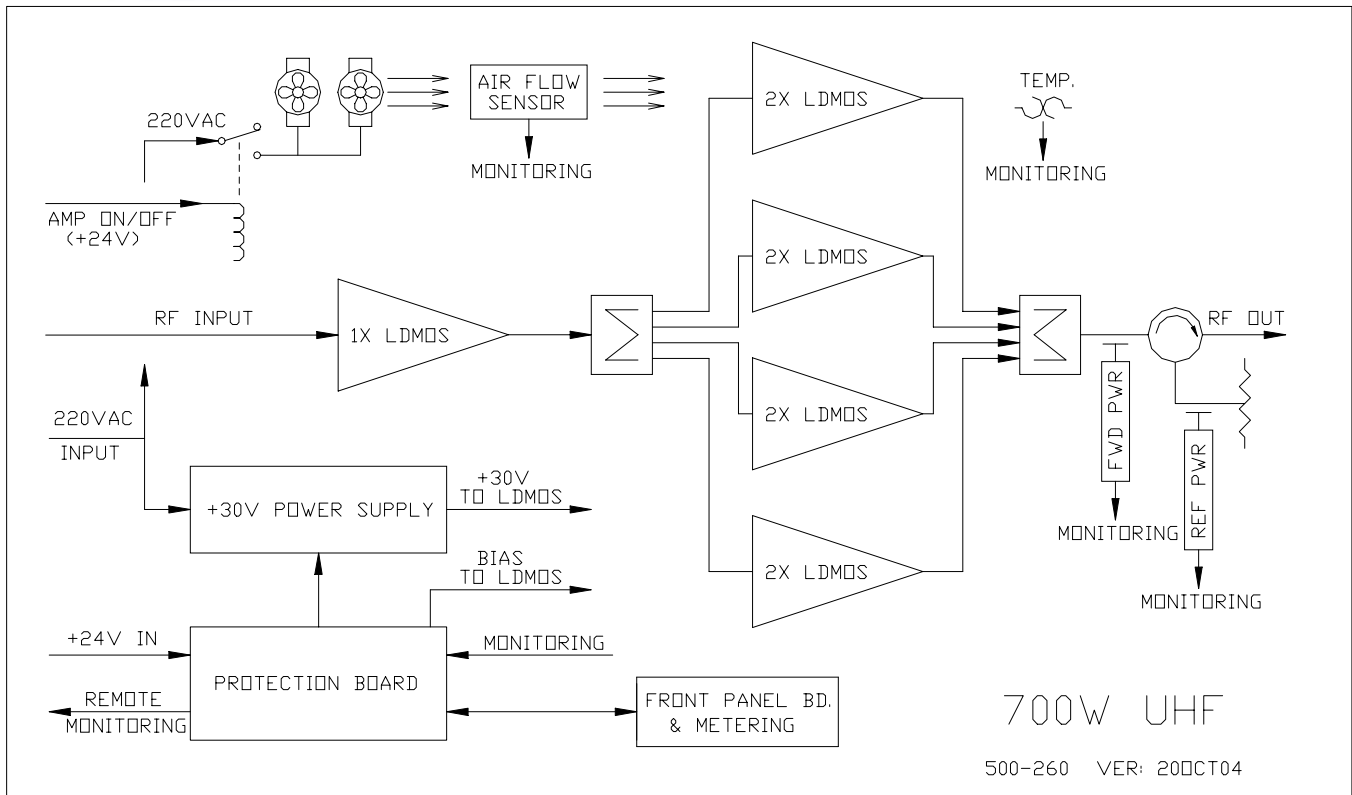 AIR FLOW
SENSOR
MONITORING
220VAC
AMP ON/OFF
(+24V)
2X LDMOS
TEMP.
MONITORING
2X LDMOS
RF INPUT
1X LDMOS
Σ
Σ
RF OUT
2X LDMOS
FWD PWR
MONITORING
REF PWR
MONITORING
220VAC
INPUT
+30V POWER SUPPLY
+30V
TO LDMOS
BIAS
TO LDMOS
2X LDMOS
+24V IN
REMOTE
MONITORING
PROTECTION BOARD
MONITORING
FRONT PANEL BD.
& METERING
700W UHF
500-260 VER: 20OCT04